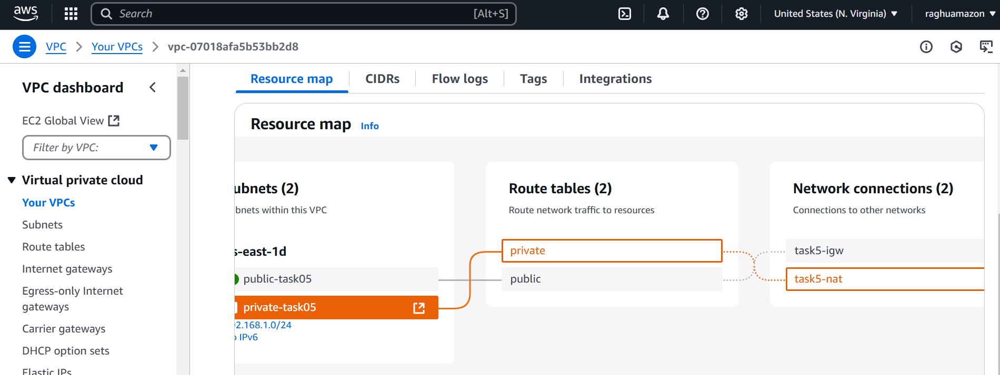 aws
Search [Alt+S]
United States (N. Virginia)
raghuamazon
VPC
Your VPCs
vpc-07018afa5b53bb2d8
VPC dashboard
EC2 Global View
Filter by VPC:
Virtual private cloud
Your VPCs
Subnets
Route tables
Internet gateways
Egress-only Internet
gateways
Carrier gateways
DHCP option sets
Elastic IPs
Resource map
CIDRs
Flow logs
Tags
Integrations
Resource map Info
ubnets (2)
bnets within this VPC
s-east-1d
public-task05
private-task05
2.168.1.0/24
IPv6
Route tables (2)
Route network traffic to resources
private
public
Network connections (2)
Connections to other networks
task5-igw
task5-nat